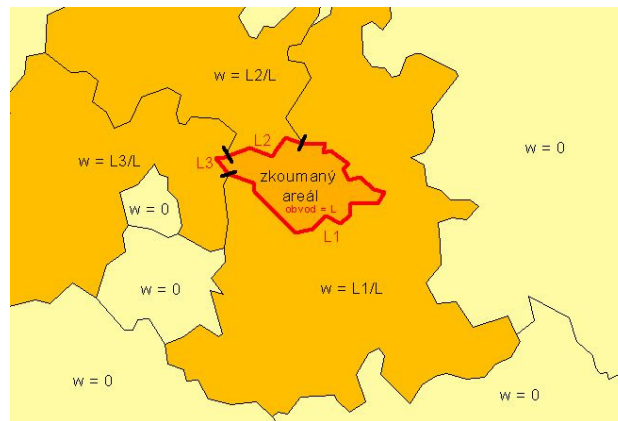 w = L2/L
w = 0
L2
w = L3/L
L3
zkoumaný
areál
obvod = L
w = 0
L1
w = 0
w = L1/L
w = 0
w = 0